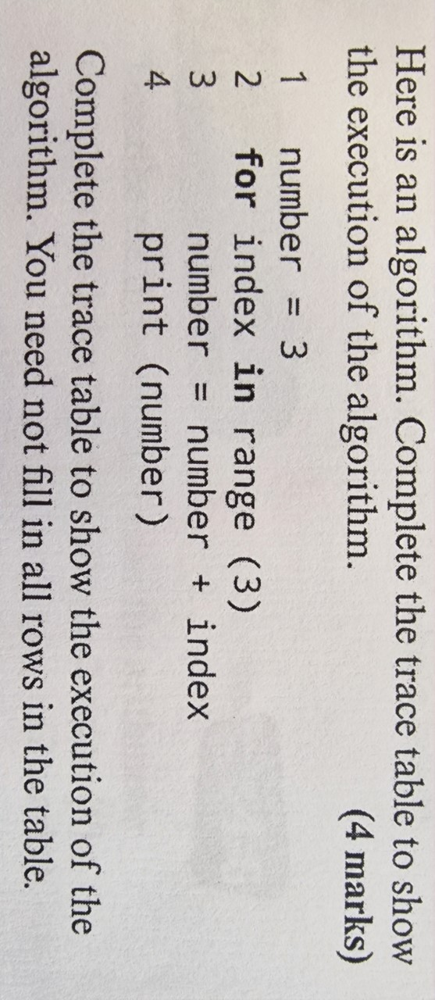 Here is an algorithm. Complete the trace table to show
the execution of the algorithm. (4 marks)
1 number = 3
2 for index in range (3)
3 number = number + index
4 print (number)
Complete the trace table to show the execution of the
algorithm. You need not fill in all rows in the table.